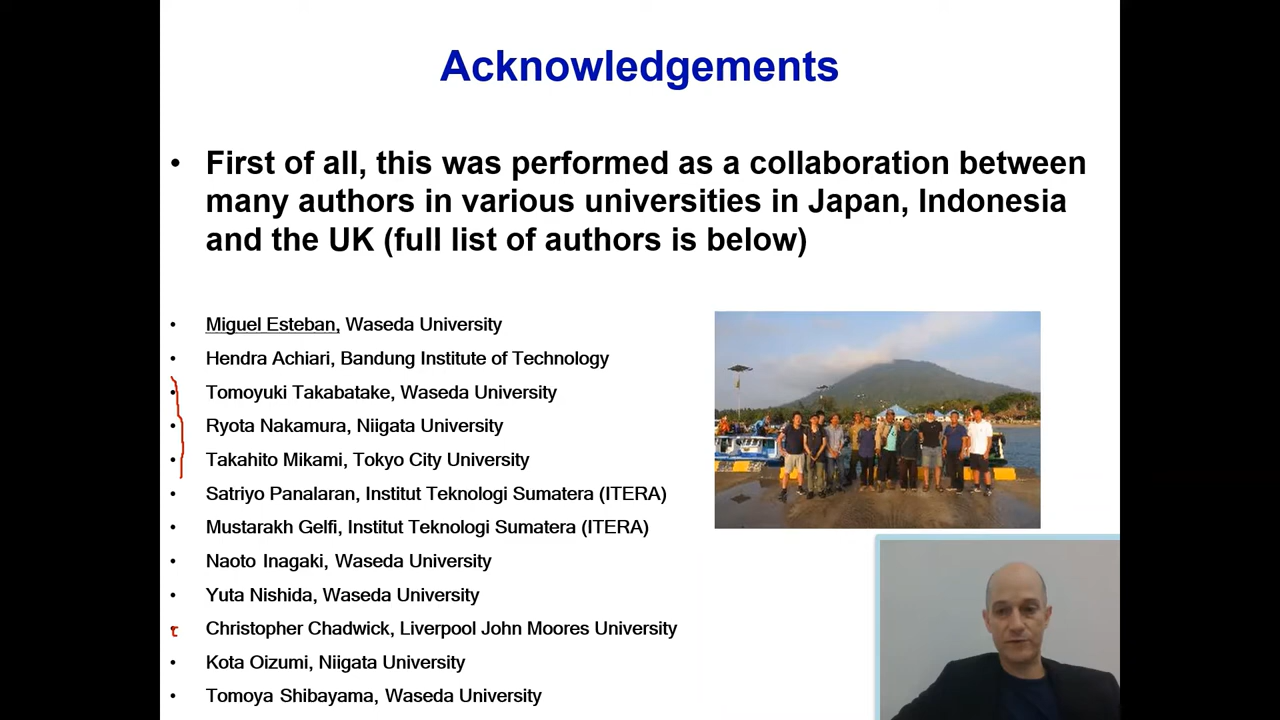 Acknowledgements
• First of all, this was performed as a collaboration between
many authors in various universities in Japan, Indonesia
and the UK (full list of authors is below)
• Miguel Esteban, Waseda University
• Hendra Achiari, Bandung Institute of Technology
• Tomoyuki Takabatake, Waseda University
• Ryota Nakamura, Niigata University
• Takahito Mikami, Tokyo City University
• Satriyo Panalaran, Institut Teknologi Sumatera (ITERA)
• Mustarakh Gelfi, Institut Teknologi Sumatera (ITERA)
• Naoto Inagaki, Waseda University
• Yuta Nishida, Waseda University
• Christopher Chadwick, Liverpool John Moores University
• Kota Oizumi, Niigata University
• Tomoya Shibayama, Waseda University